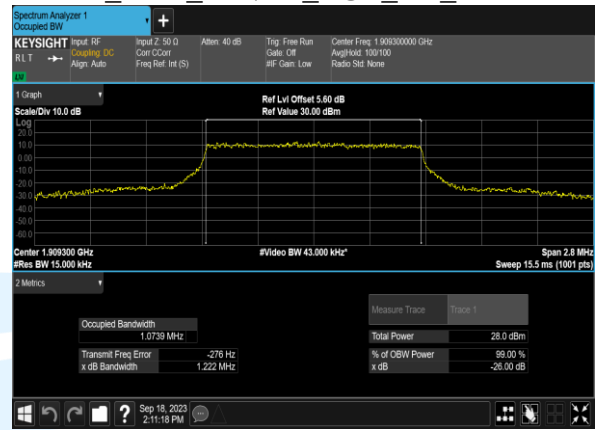 Spectrum Analyzer 1
Occupied BW
+
KEYSIGHT Input: RF Input Z: 50 Ω Atten: 40 dB Trig: Free Run Center Freq: 1.909300000 GHz
RLT Coupling: DC Corr CCorr Gate: Off Avg|Hold: 100/100
Align: Auto Freq Ref: Int (S) #IF Gain: Low Radio Std: None
LV
1 Graph
Ref Lvl Offset 5.60 dB
Scale/Div 10.0 dB Ref Value 30.00 dBm
Log
20.0
10.0
0.00
-10.0
-20.0
-30.0
-40.0
-50.0
-60.0
Center 1.909300 GHz #Video BW 43.000 kHz* Span 2.8 MHz
#Res BW 15.000 kHz Sweep 15.5 ms (1001 pts)
2 Metrics
Measure Trace Trace 1
Occupied Bandwidth
1.0739 MHz Total Power 28.0 dBm
Transmit Freq Error -276 Hz % of OBW Power 99.00 %
x dB Bandwidth 1.222 MHz x dB -26.00 dB
? Sep 18, 2023
2:11:18 PM